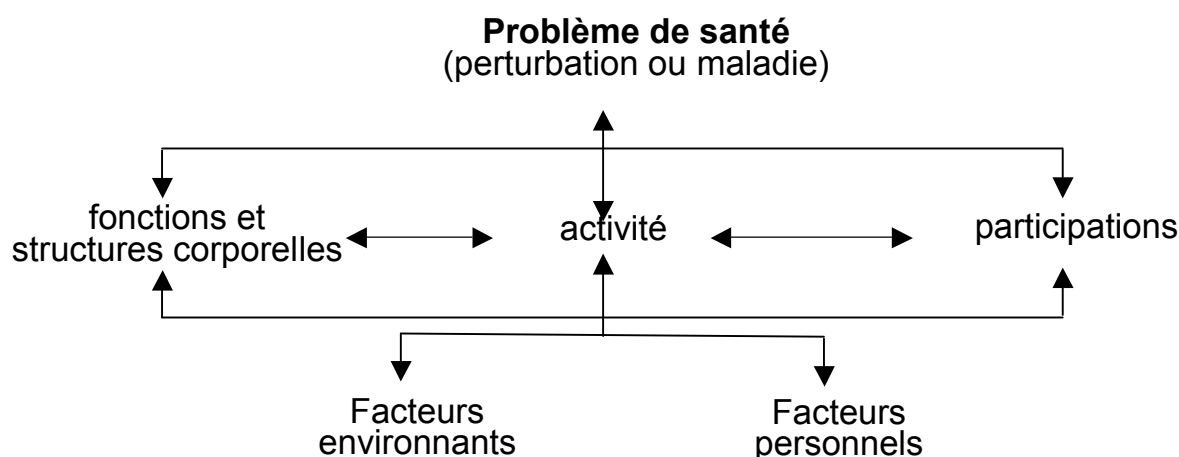 Problème de santé
(perturbation ou maladie)
fonctions et
structures corporelles
activité
participations
Facteurs
environnants
Facteurs
personnels